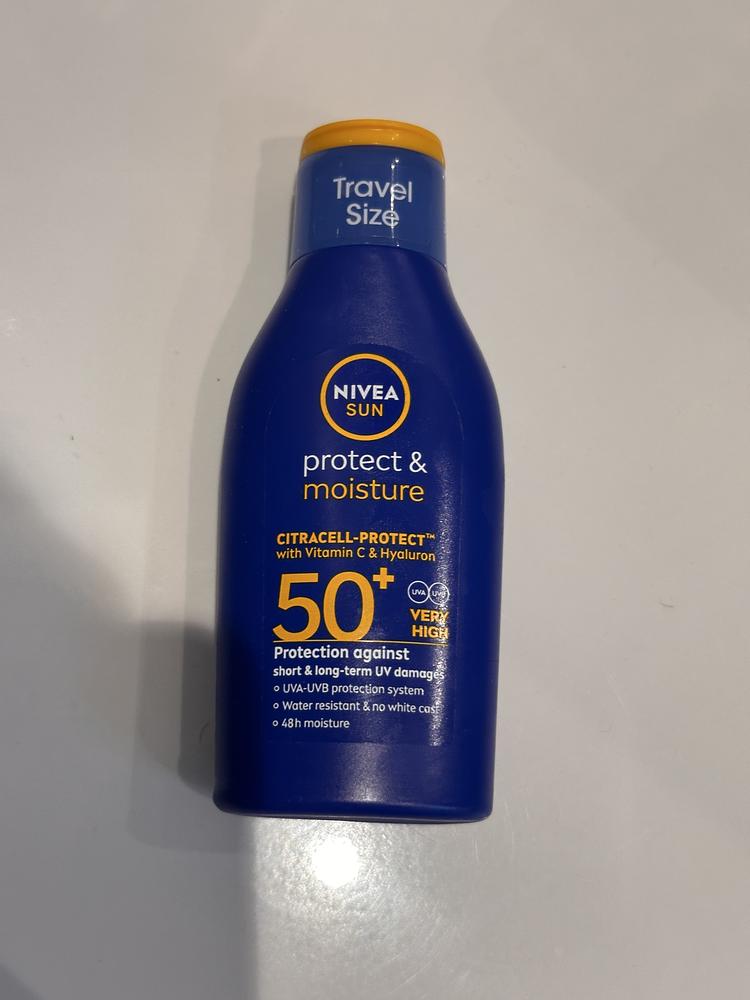 Travel
Size
NIVEA
SUN
protect &
moisture
CITRACELL-PROTECT™
with Vitamin C & Hyaluron
50+
UVA UVB
VERY
HIGH
Protection against
short & long-term UV damages
UVA-UVB protection system
Water resistant & no white cast
48h moisture